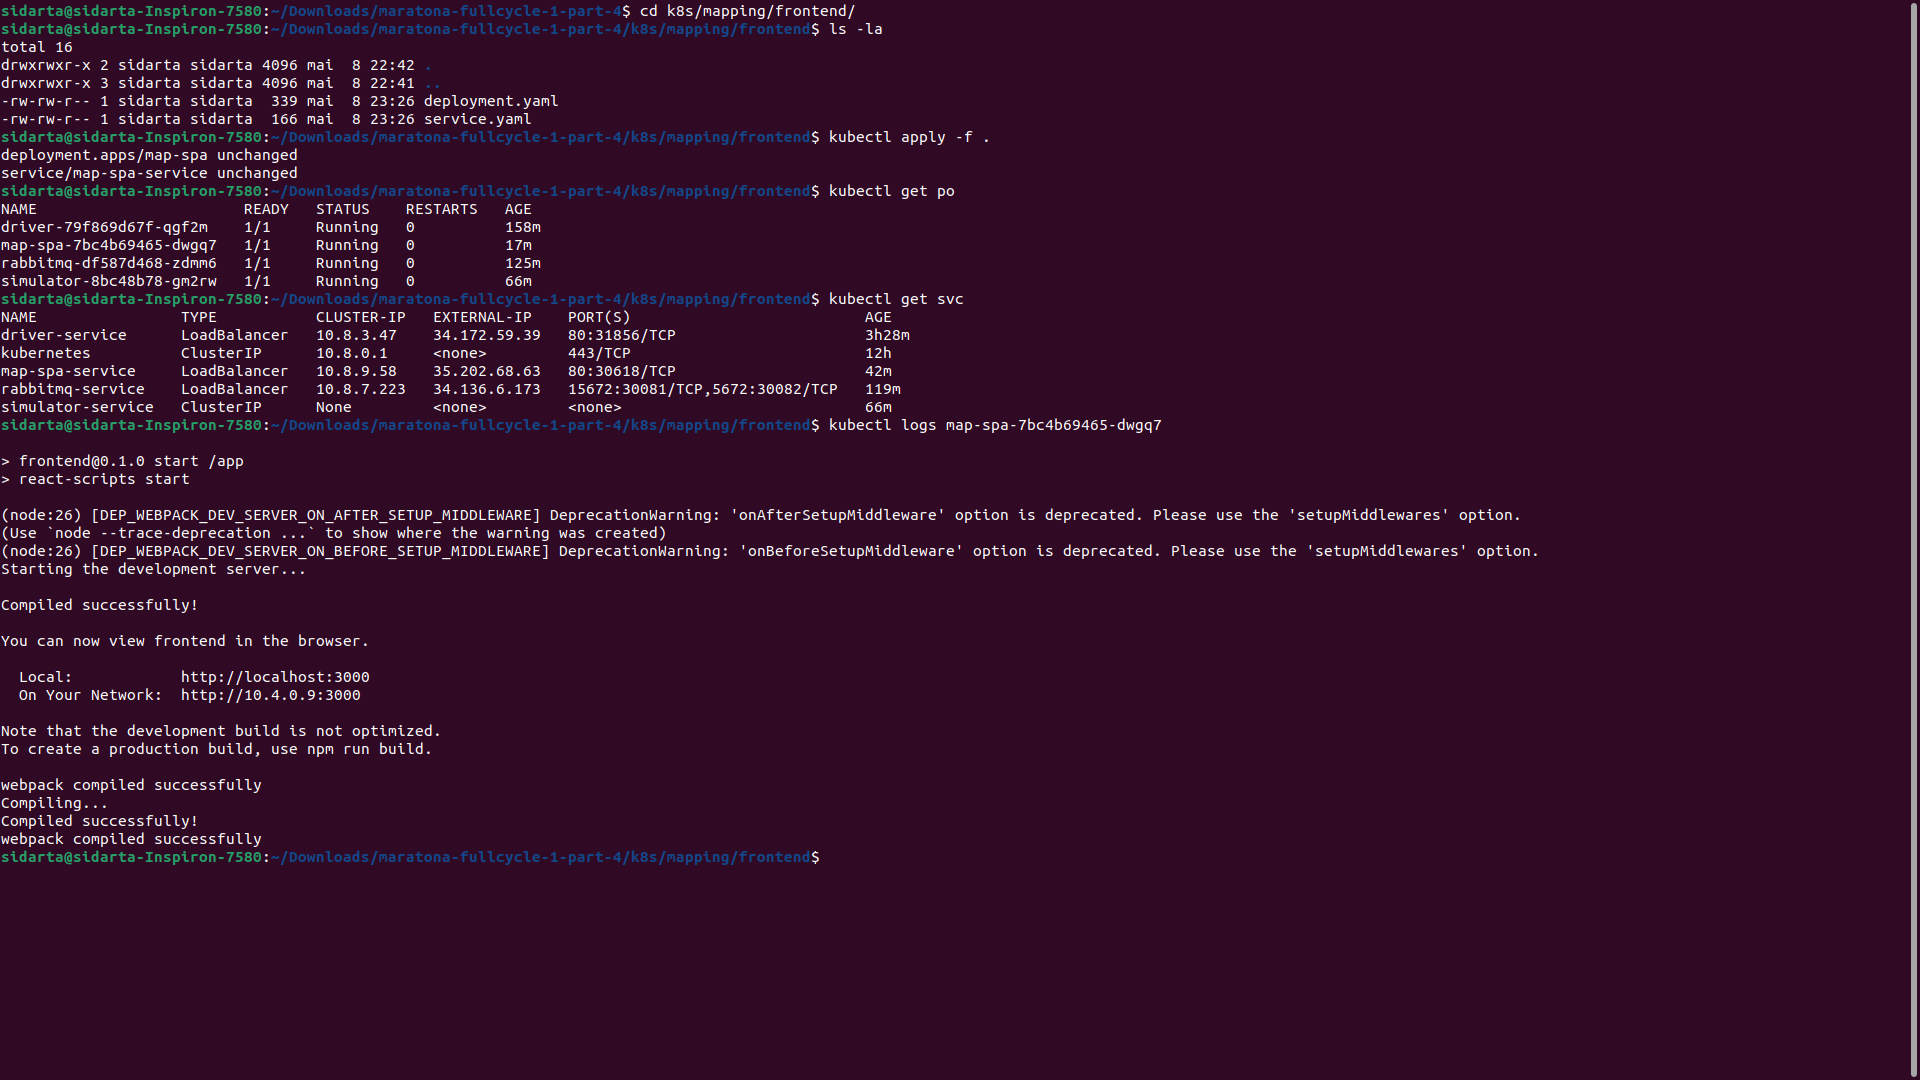 sidarta@sidarta-Inspiron-7580:~/Downloads/maratona-fullcycle-1-part-4$ cd k8s/mapping/frontend/
sidarta@sidarta-Inspiron-7580:~/Downloads/maratona-fullcycle-1-part-4/k8s/mapping/frontend$ ls -la
total 16
drwxrwxr-x 2 sidarta sidarta 4096 mai  8 22:42 .
drwxrwxr-x 3 sidarta sidarta 4096 mai  8 22:41 ..
-rw-rw-r-- 1 sidarta sidarta  339 mai  8 23:26 deployment.yaml
-rw-rw-r-- 1 sidarta sidarta  166 mai  8 23:26 service.yaml
sidarta@sidarta-Inspiron-7580:~/Downloads/maratona-fullcycle-1-part-4/k8s/mapping/frontend$ kubectl apply -f .
deployment.apps/map-spa unchanged
service/map-spa-service unchanged
sidarta@sidarta-Inspiron-7580:~/Downloads/maratona-fullcycle-1-part-4/k8s/mapping/frontend$ kubectl get po
NAME                       READY   STATUS    RESTARTS   AGE
driver-79f869d67f-qgf2m    1/1     Running   0          158m
map-spa-7bc4b69465-dwgq7   1/1     Running   0          17m
rabbitmq-df587d468-zdmm6   1/1     Running   0          125m
simulator-8bc48b78-gm2rw   1/1     Running   0          66m
sidarta@sidarta-Inspiron-7580:~/Downloads/maratona-fullcycle-1-part-4/k8s/mapping/frontend$ kubectl get svc
NAME                TYPE           CLUSTER-IP   EXTERNAL-IP    PORT(S)                          AGE
driver-service      LoadBalancer   10.8.3.47    34.172.59.39   80:31856/TCP                     3h28m
kubernetes          ClusterIP      10.8.0.1     <none>         443/TCP                          12h
map-spa-service     LoadBalancer   10.8.9.58    35.202.68.63   80:30618/TCP                     42m
rabbitmq-service    LoadBalancer   10.8.7.223   34.136.6.173   15672:30081/TCP,5672:30082/TCP   119m
simulator-service   ClusterIP      None         <none>         <none>                           66m
sidarta@sidarta-Inspiron-7580:~/Downloads/maratona-fullcycle-1-part-4/k8s/mapping/frontend$ kubectl logs map-spa-7bc4b69465-dwgq7
> frontend@0.1.0 start /app
> react-scripts start
(node:26) [DEP_WEBPACK_DEV_SERVER_ON_AFTER_SETUP_MIDDLEWARE] DeprecationWarning: 'onAfterSetupMiddleware' option is deprecated. Please use the 'setupMiddlewares' option.
(Use `node --trace-deprecation ...` to show where the warning was created)
(node:26) [DEP_WEBPACK_DEV_SERVER_ON_BEFORE_SETUP_MIDDLEWARE] DeprecationWarning: 'onBeforeSetupMiddleware' option is deprecated. Please use the 'setupMiddlewares' option.
Starting the development server...
Compiled successfully!
You can now view frontend in the browser.
  Local:            http://localhost:3000
  On Your Network:  http://10.4.0.9:3000
Note that the development build is not optimized.
To create a production build, use npm run build.
webpack compiled successfully
Compiling...
Compiled successfully!
webpack compiled successfully
sidarta@sidarta-Inspiron-7580:~/Downloads/maratona-fullcycle-1-part-4/k8s/mapping/frontend$